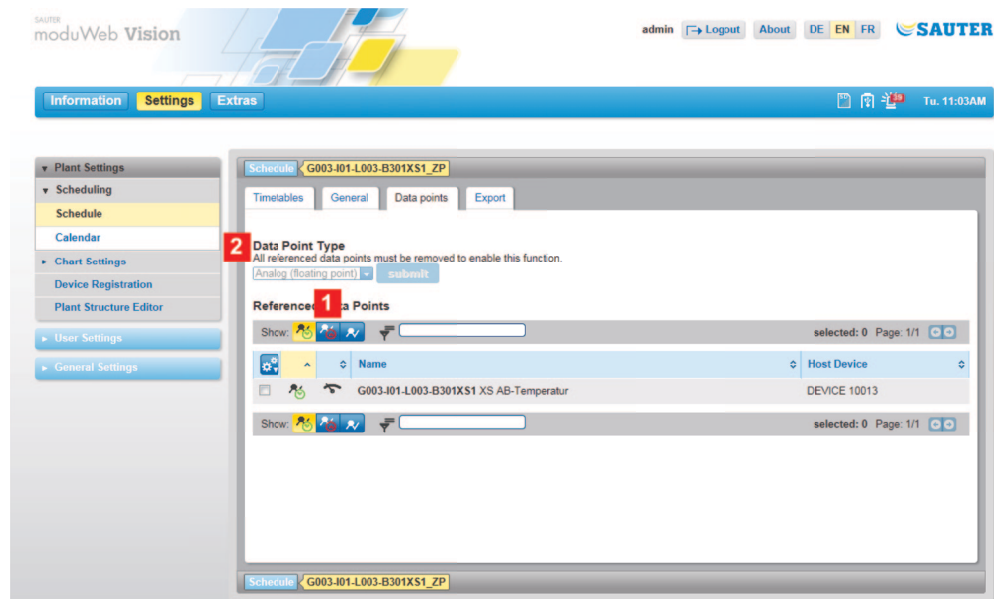 SAUTER
moduWeb Vision
admin Logout About DE EN FR SAUTER
Information Settings Extras Tu. 11:03AM
Plant Settings
Scheduling
Schedule
Calendar
Chart Settings
Device Registration
Plant Structure Editor
User Settings
General Settings
Schedule G003-I01-L003-B301XS1_ZP
Timetables General Data points Export
2
Data Point Type
All referenced data points must be removed to enable this function.
Analog (floating point) submit
1
Referenced Points
Show: selected: 0 Page: 1/1
Name Host Device
G003-I01-L003-B301XS1 XS AB-Temperatur DEVICE 10013
Show: selected: 0 Page: 1/1
Schedule G003-I01-L003-B301XS1_ZP